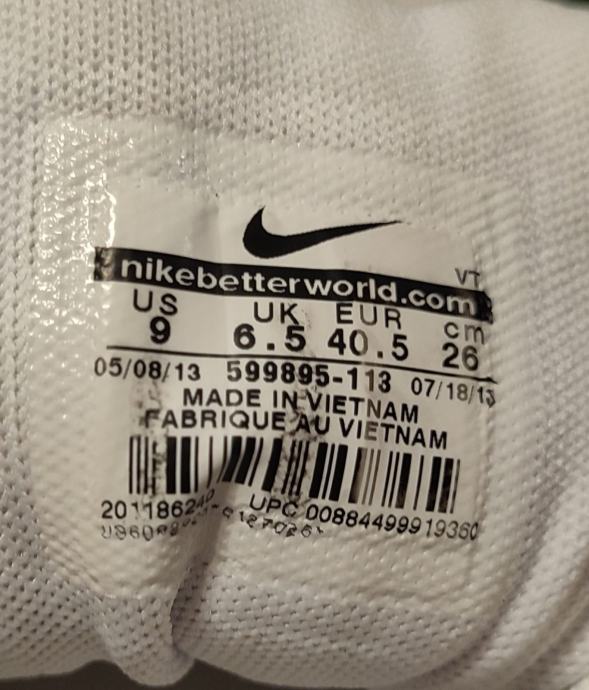 nikebetterworld.com
VT
US UK EUR cm
9 6.5 40.5 26
05/08/13 599895-113 07/18/13
MADE IN VIETNAM
FABRIQUE AU VIETNAM
UPC 00884499919360